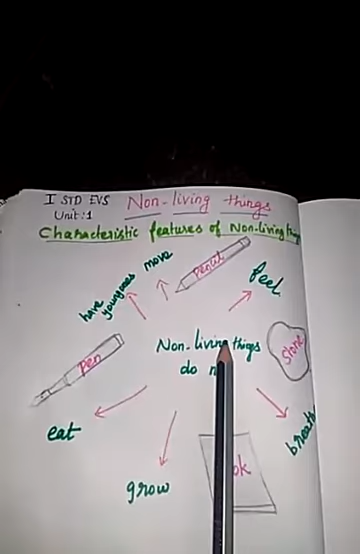 I STD EVS
Unit:1
Non-living things
Characteristic features of Non-living things
have
young ones
move
Pencil
feel
Pen
Non-living things
do
Stone
eat
breath
grow